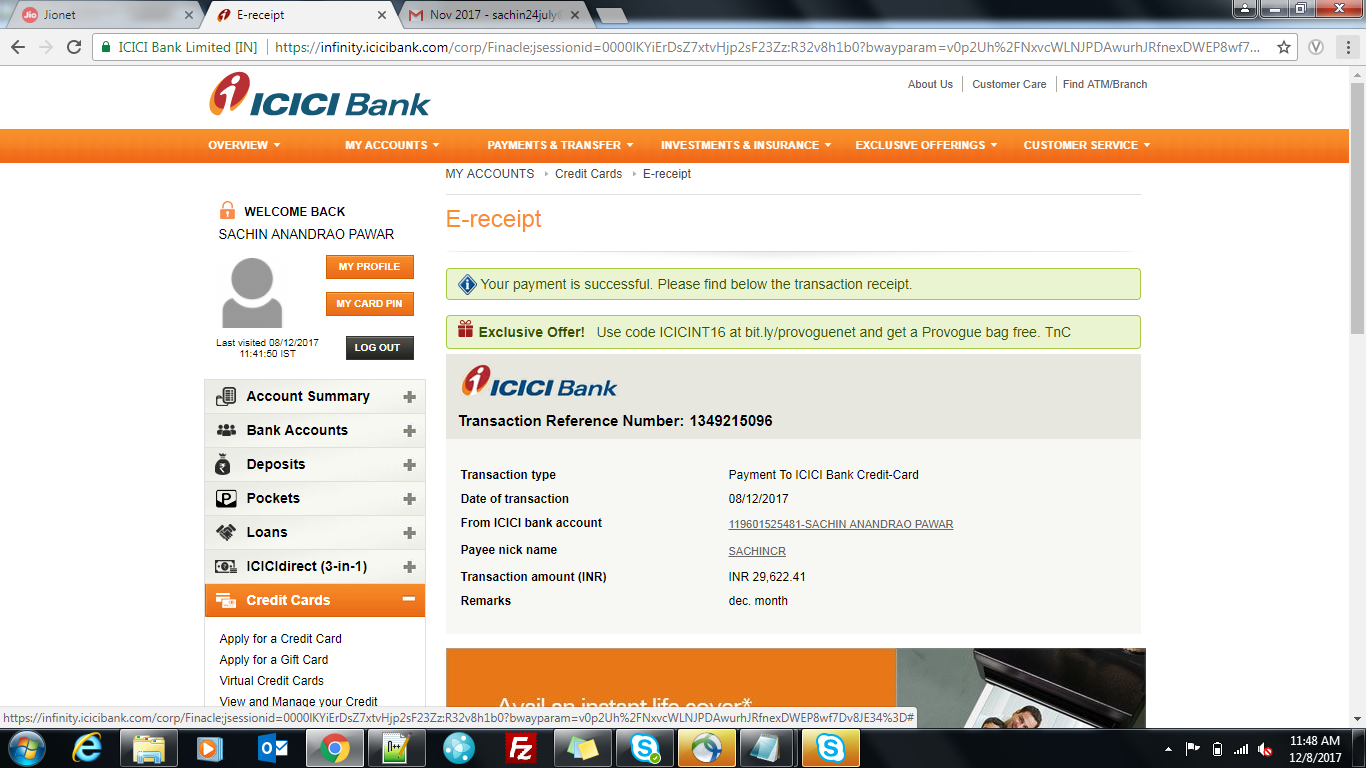 Jionet
E-receipt
Nov 2017 - sachin24july
ICICI Bank Limited [IN]
https://infinity.icicibank.com/corp/Finacle;jsessionid=0000IKYiErDsZ7xtvHjp2sF23Zz:R32v8h1b0?bwayparam=v0p2Uh%2FNxvcWLNJPDAwurhJRfnexDWEP8wf7...
ICICI Bank
About Us
Customer Care
Find ATM/Branch
OVERVIEW
MY ACCOUNTS
PAYMENTS & TRANSFER
INVESTMENTS & INSURANCE
EXCLUSIVE OFFERINGS
CUSTOMER SERVICE
MY ACCOUNTS
Credit Cards
E-receipt
WELCOME BACK
SACHIN ANANDRAO PAWAR
MY PROFILE
MY CARD PIN
Last visited 08/12/2017
11:41:50 IST
LOG OUT
Account Summary
Bank Accounts
Deposits
Pockets
Loans
ICICIdirect (3-in-1)
Credit Cards
Apply for a Credit Card
Apply for a Gift Card
Virtual Credit Cards
View and Manage your Credit
E-receipt
Your payment is successful. Please find below the transaction receipt.
Exclusive Offer! Use code ICICINT16 at bit.ly/provoguenet and get a Provogue bag free. TnC
ICICI Bank
Transaction Reference Number: 1349215096
Transaction type Payment To ICICI Bank Credit-Card
Date of transaction 08/12/2017
From ICICI bank account 119601525481-SACHIN ANANDRAO PAWAR
Payee nick name SACHINCR
Transaction amount (INR) INR 29,622.41
Remarks dec. month
Avail an instant life cover*
https://infinity.icicibank.com/corp/Finacle;jsessionid=0000IKYiErDsZ7xtvHjp2sF23Zz:R32v8h1b0?bwayparam=v0p2Uh%2FNxvcWLNJPDAwurhJRfnexDWEP8wf7Dv8JE34%3D#
11:48 AM
12/8/2017